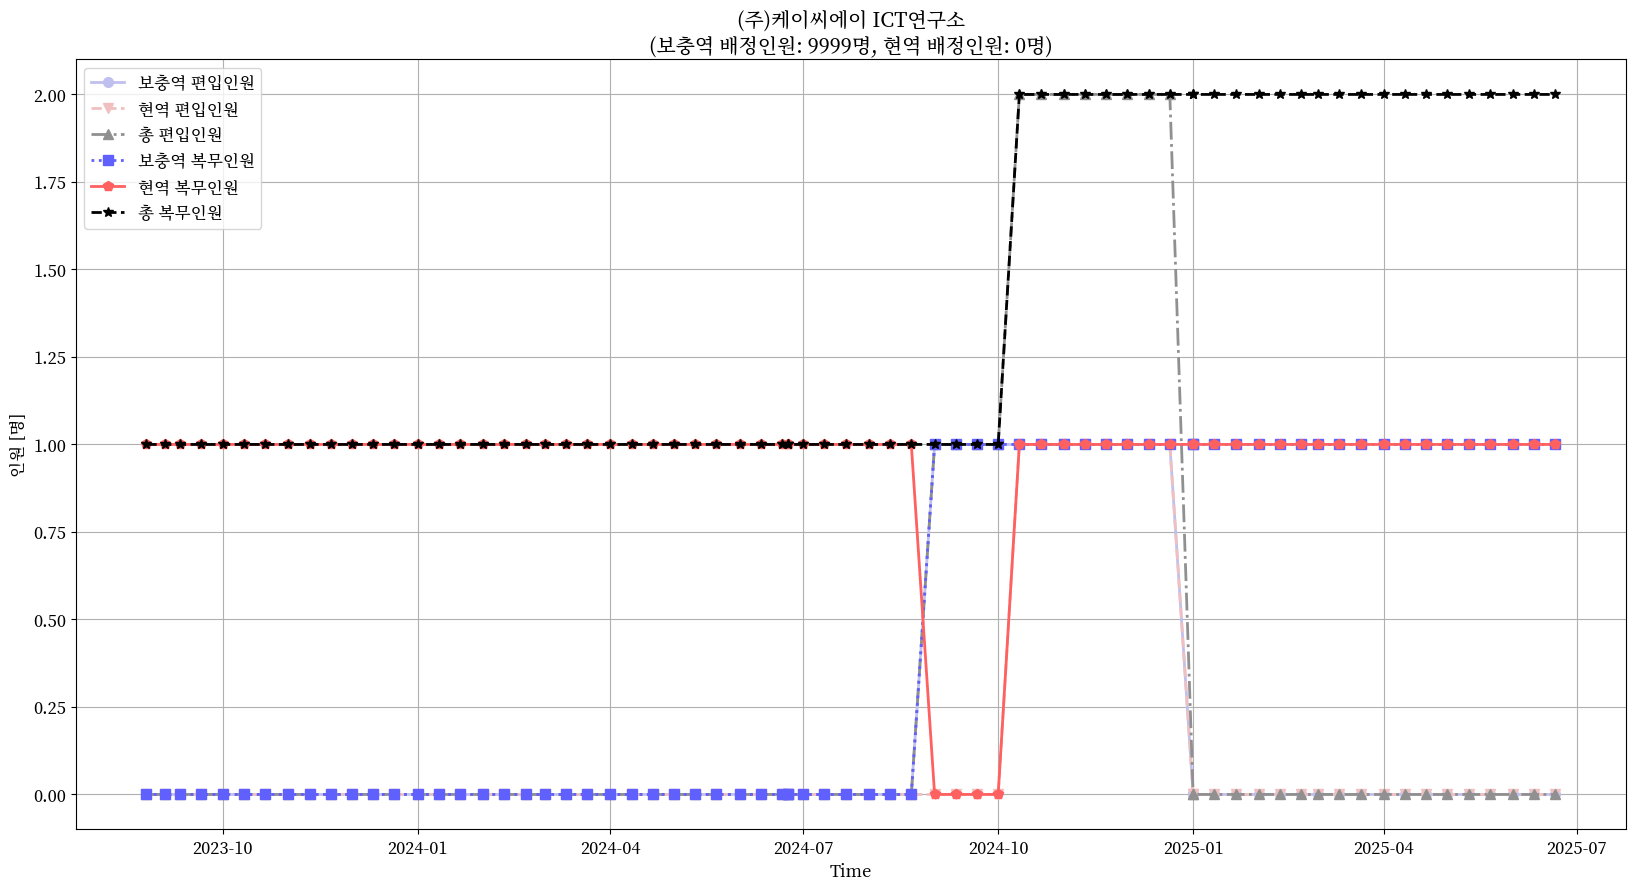 (주)케이씨에이 ICT연구소
(보충역 배정인원: 9999명, 현역 배정인원: 0명)
보충역 편입인원
현역 편입인원
총 편입인원
보충역 복무인원
현역 복무인원
총 복무인원
2.00
1.75
1.50
1.25
1.00
0.75
0.50
0.25
0.00
인원 [명]
2023-10 2024-01 2024-04 2024-07 2024-10 2025-01 2025-04 2025-07
Time